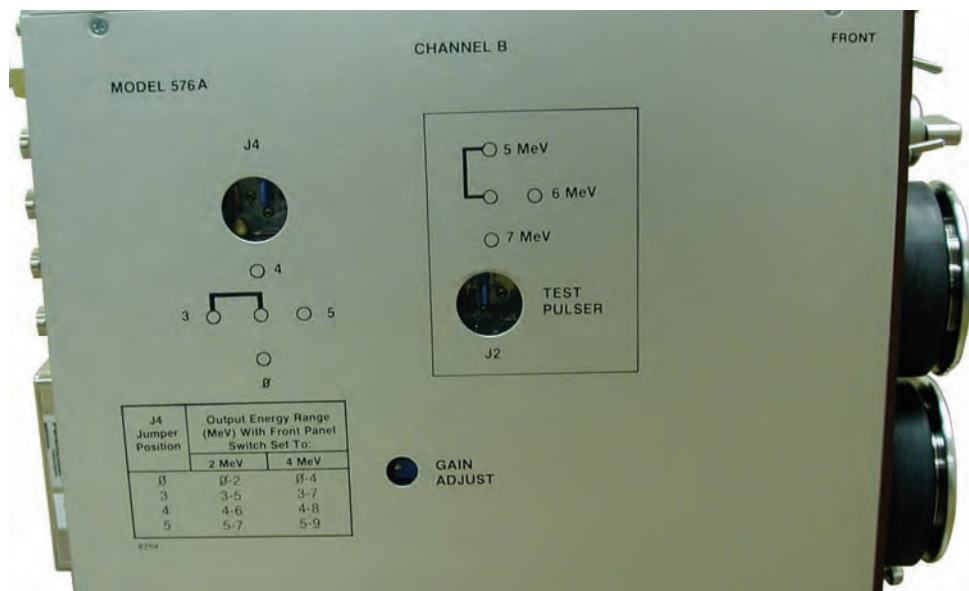 CHANNEL B
FRONT
MODEL 576A
J4
4
3
5
Ø
5 MeV
6 MeV
7 MeV
TEST
PULSER
J2
J4
Jumper
Position
Output Energy Range
(MeV) With Front Panel
Switch Set To:
2 MeV 4 MeV
Ø Ø-2 Ø-4
3 3-5 3-7
4 4-6 4-8
5 5-7 5-9
GAIN
ADJUST